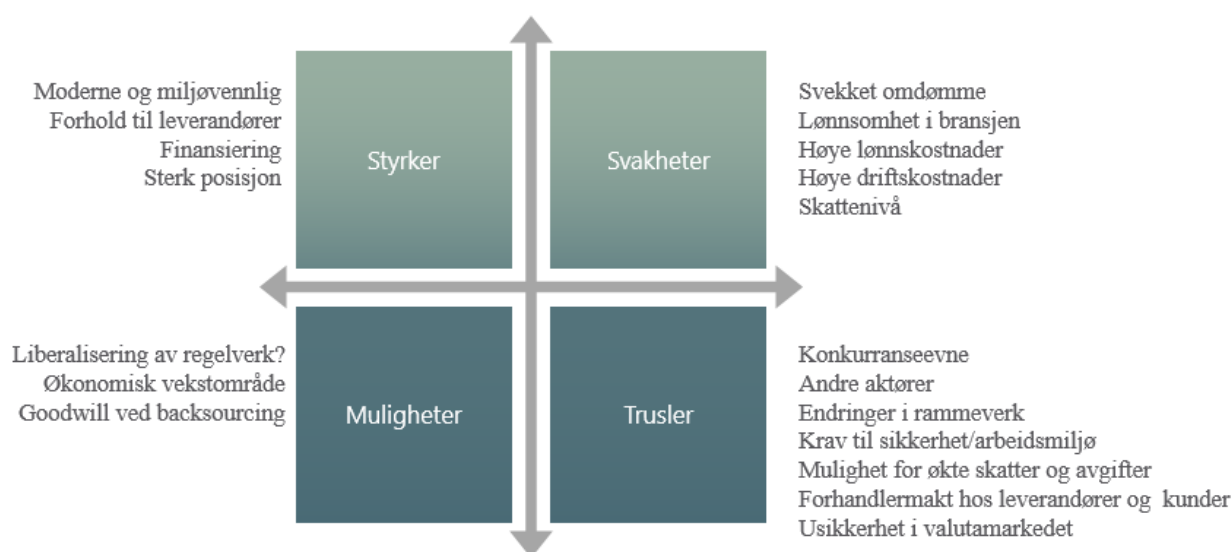 Moderne og miljøvennlig
Forhold til leverandører
Finansiering
Sterk posisjon
Styrker
Svakheter
Svekket omdømme
Lønnsomhet i bransjen
Høye lønnskostnader
Høye driftskostnader
Skattenivå
Liberalisering av regelverk?
Økonomisk vekstområde
Goodwill ved backsourcing
Muligheter
Trusler
Konkurranseevne
Andre aktører
Endringer i rammeverk
Krav til sikkerhet/arbeidsmiljø
Mulighet for økte skatter og avgifter
Forhandlermakt hos leverandører og  kunder
Usikkerhet i valutamarkedet